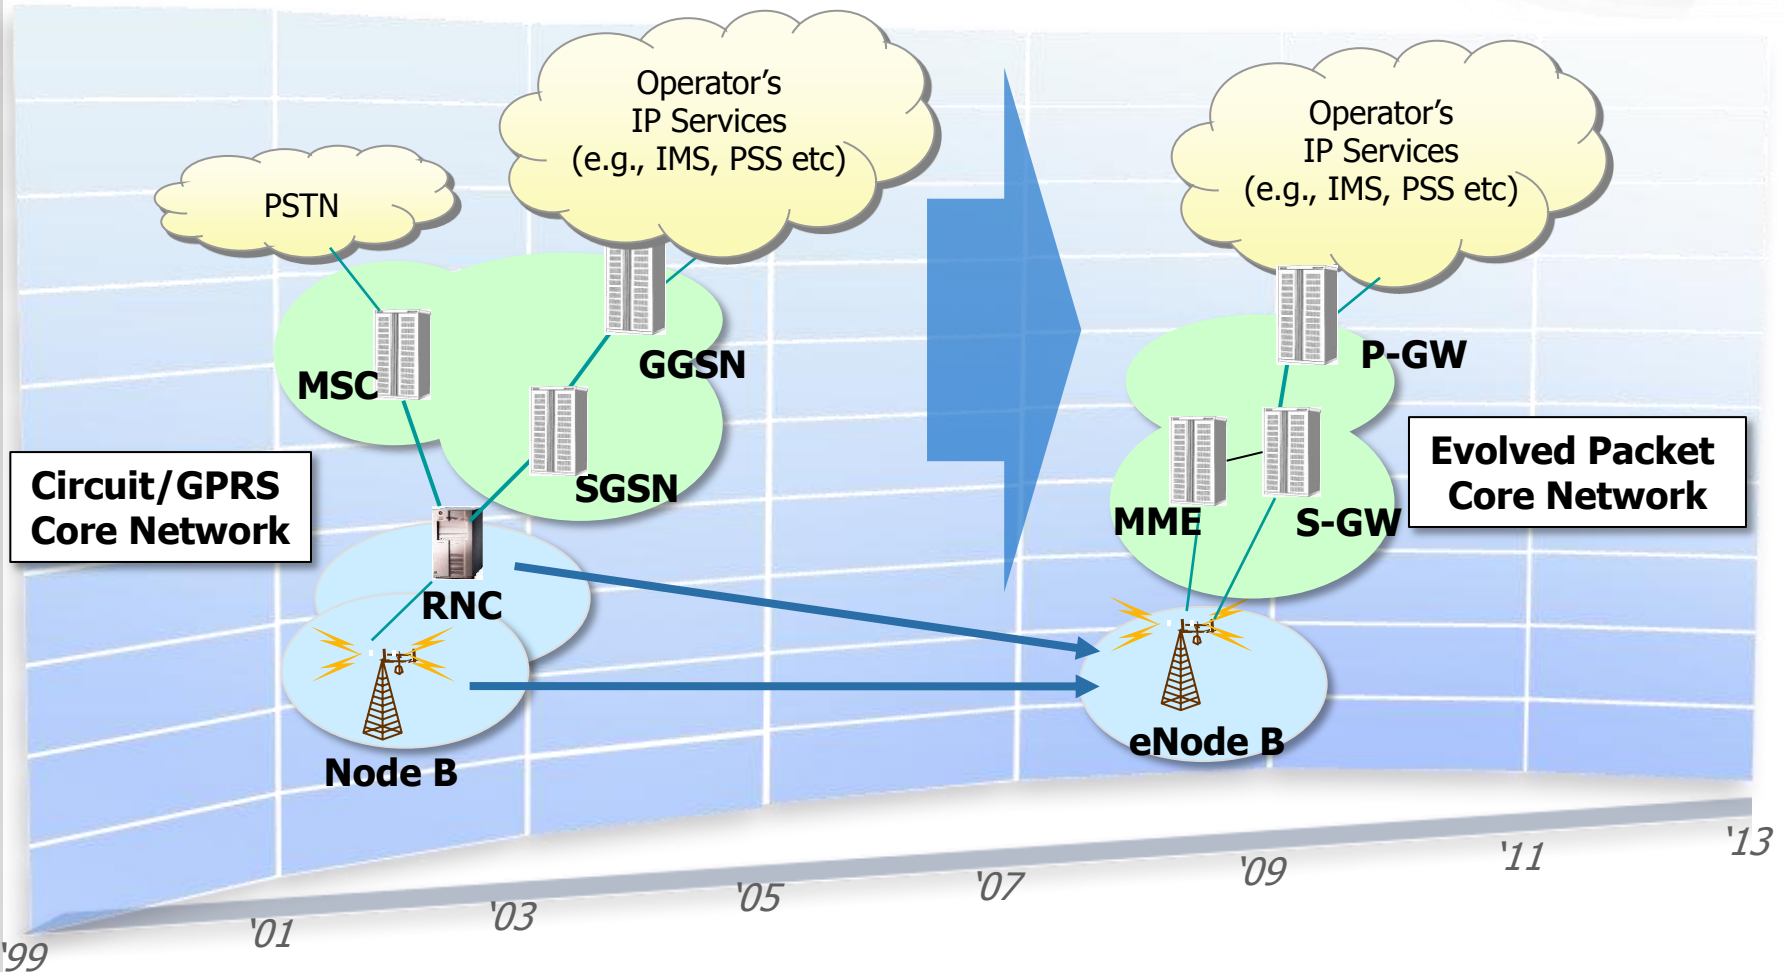 Operator’s
IP Services
(e.g., IMS, PSS etc)
PSTN
MSC
GGSN
SGSN
Circuit/GPRS
Core Network
RNC
Node B
Operator’s
IP Services
(e.g., IMS, PSS etc)
P-GW
Evolved Packet
Core Network
MME
S-GW
eNode B
‘99
‘01
‘03
‘05
‘07
‘09
‘11
‘13